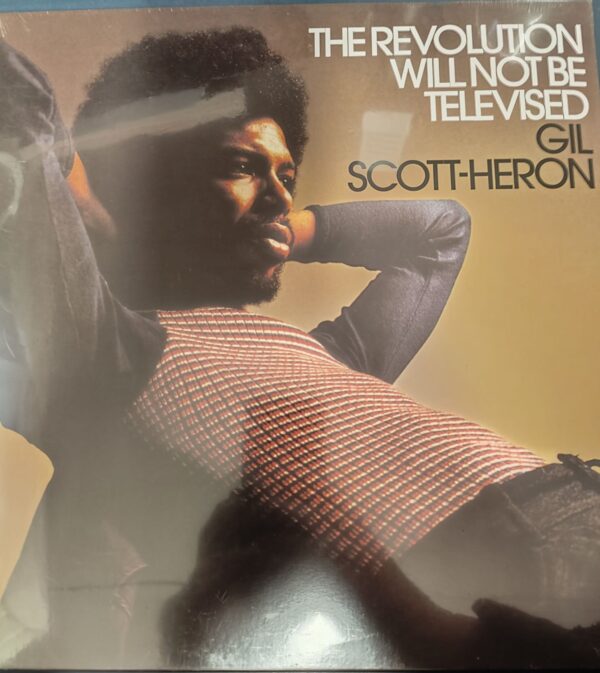 THE REVOLUTION
WILL NOT BE
TELEVISED
GIL
SCOTT-HERON